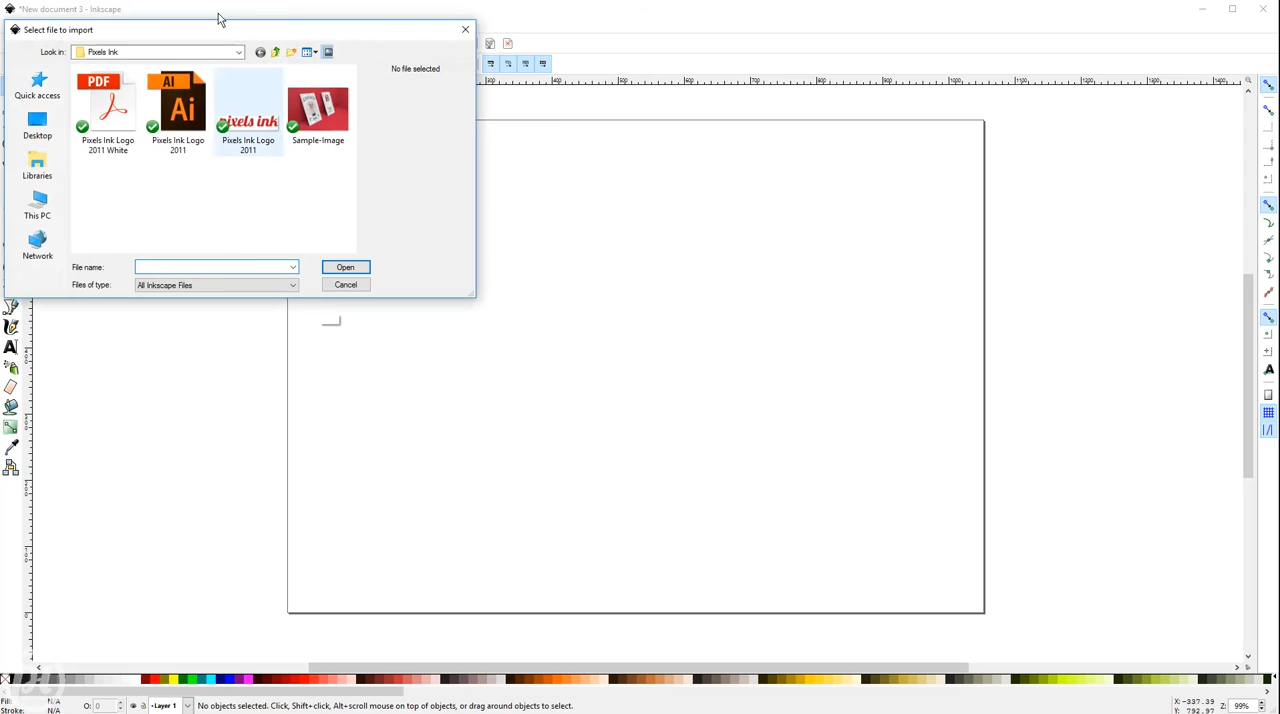 *New document 3 - Inkscape
Select file to import
Look in:
Pixels Ink
No file selected
Quick access
Desktop
Libraries
This PC
Network
PDF
Ai
Ai
pixels ink
Pixels Ink Logo
2011 White
Pixels Ink Logo
2011
Pixels Ink Logo
2011
Sample-Image
File name:
Open
Files of type:
All Inkscape Files
Cancel
A
A
Fill:
N/A
Stroke:
N/A
O:
0
Layer 1
No objects selected. Click, Shift+click, Alt+scroll mouse on top of objects, or drag around objects to select.
X: -337.39
Y: 792.97
Z:
99%